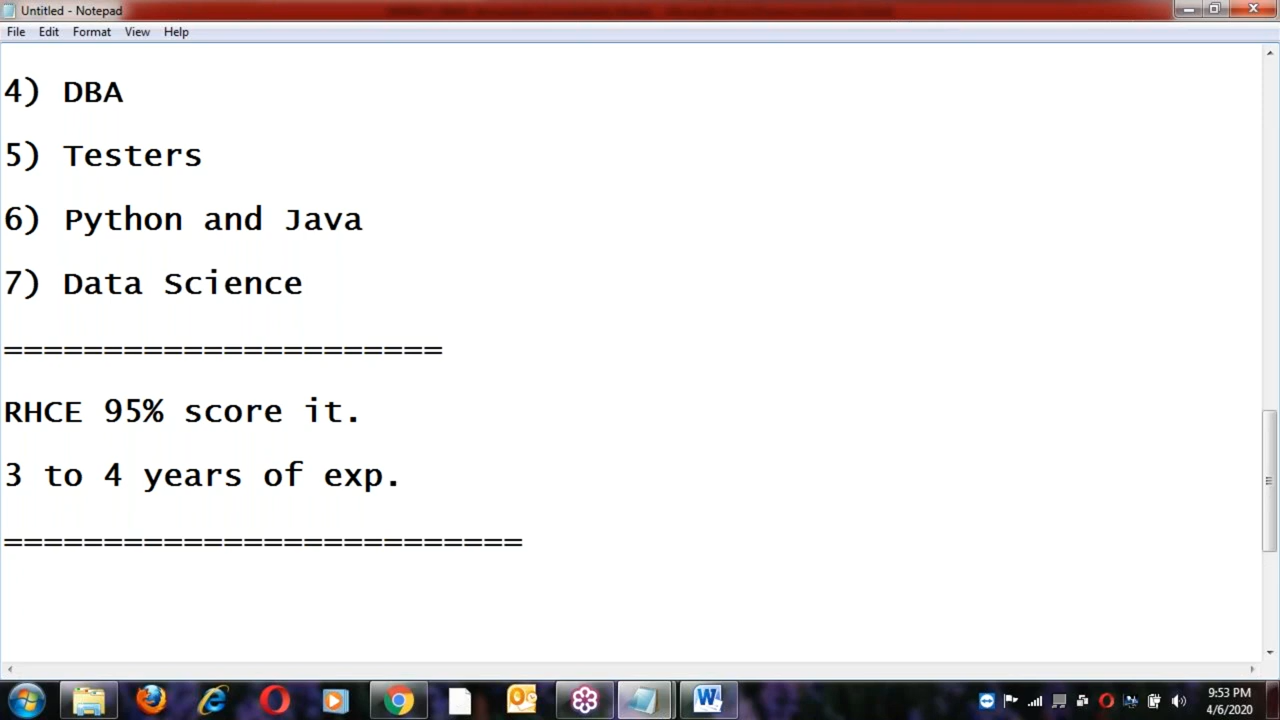 Untitled - Notepad
File Edit Format View Help
4) DBA
5) Testers
6) Python and Java
7) Data Science
======================
RHCE 95% score it.
3 to 4 years of exp.
==========================
9:53 PM
4/6/2020